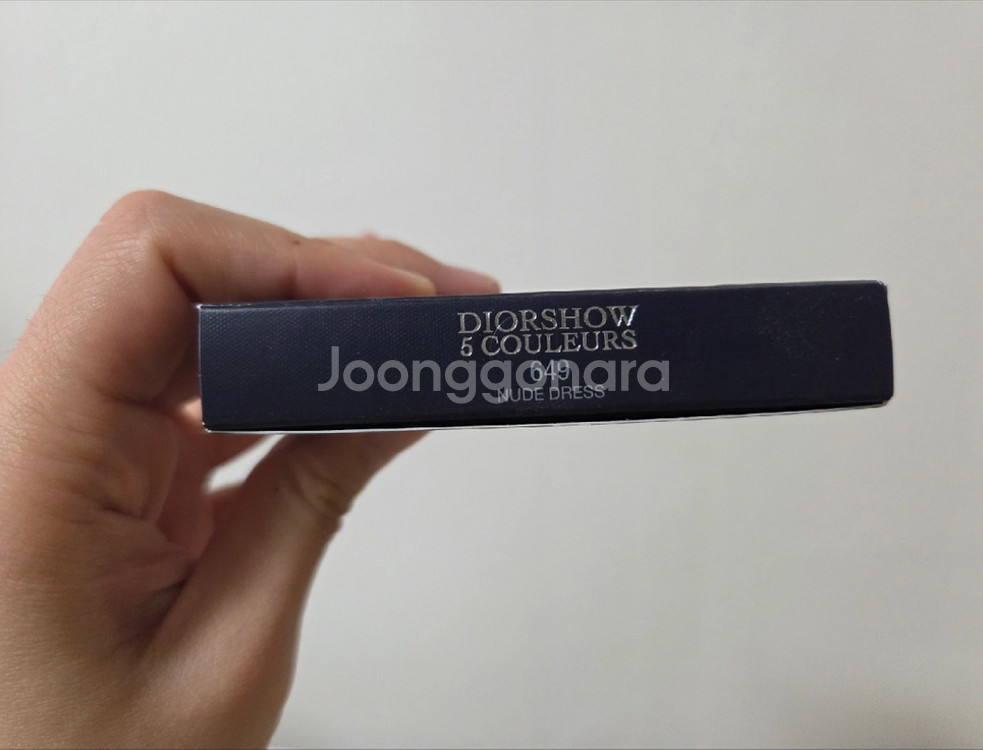 DIORSHOW
5 COULEURS
649
NUDE DRESS
Joonggonara